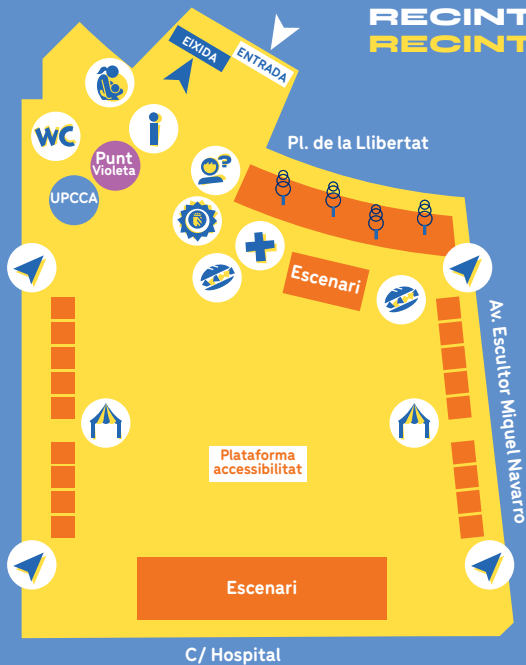 RECINT
RECINT
EIXIDA
ENTRADA
WC
Punt
Violeta
UPCCA
Pl. de la Llibertat
Escenari
Av. Escultor Miquel Navarro
Plataforma
accessibilitat
Escenari
C/ Hospital